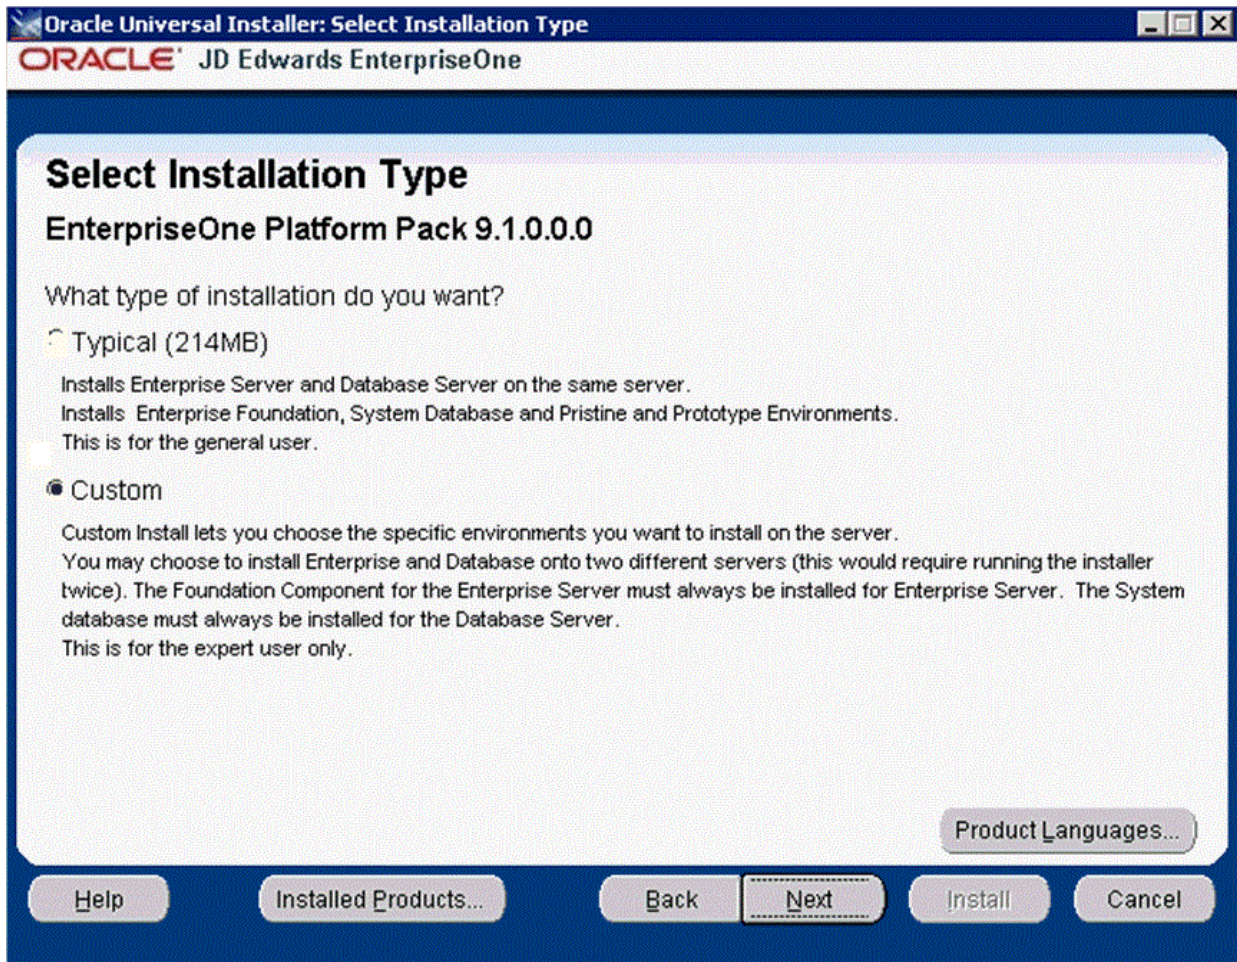 Oracle Universal Installer: Select Installation Type
ORACLE JD Edwards EnterpriseOne
Select Installation Type
EnterpriseOne Platform Pack 9.1.0.0.0
What type of installation do you want?
Typical (214MB)
Installs Enterprise Server and Database Server on the same server.
Installs Enterprise Foundation, System Database and Pristine and Prototype Environments.
This is for the general user.
Custom
Custom Install lets you choose the specific environments you want to install on the server.
You may choose to install Enterprise and Database onto two different servers (this would require running the installer
twice). The Foundation Component for the Enterprise Server must always be installed for Enterprise Server. The System
database must always be installed for the Database Server.
This is for the expert user only.
Product Languages...
Help Installed Products... Back Next Install Cancel